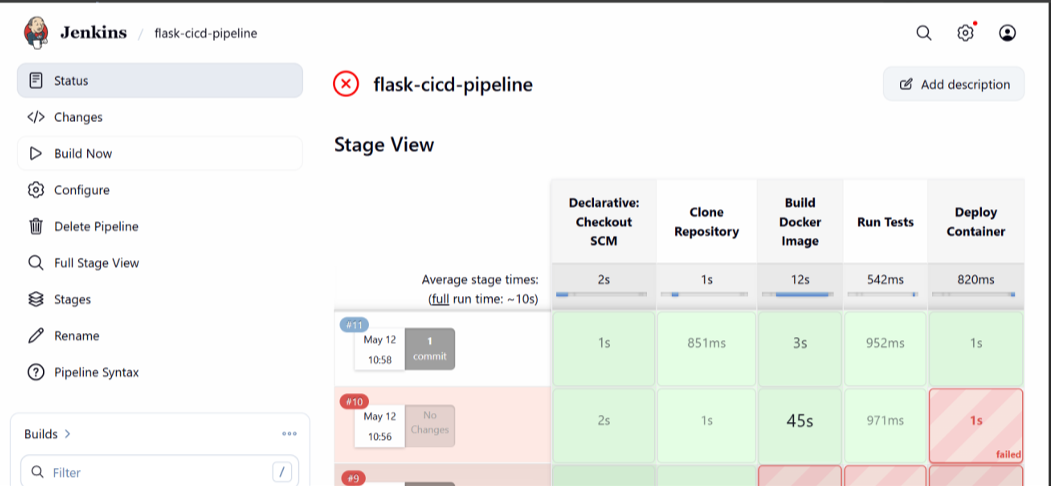 Jenkins / flask-cicd-pipeline
Status
Changes
Build Now
Configure
Delete Pipeline
Full Stage View
Stages
Rename
Pipeline Syntax
Builds
Filter /
flask-cicd-pipeline
Add description
Stage View
Declarative: Checkout SCM
Clone Repository
Build Docker Image
Run Tests
Deploy Container
Average stage times:
(full run time: ~10s)
2s 1s 12s 542ms 820ms
#11
May 12
10:58
1
commit
1s 851ms 3s 952ms 1s
#10
May 12
10:56
No
Changes
2s 1s 45s 971ms 1s
failed
#9